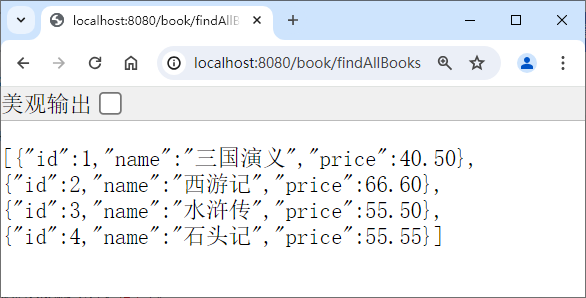 localhost:8080/book/findAllBooks
localhost:8080/book/findAllBooks
美观输出
[{"id":1,"name":"三国演义","price":40.50},
{"id":2,"name":"西游记","price":66.60},
{"id":3,"name":"水浒传","price":55.50},
{"id":4,"name":"石头记","price":55.55}]